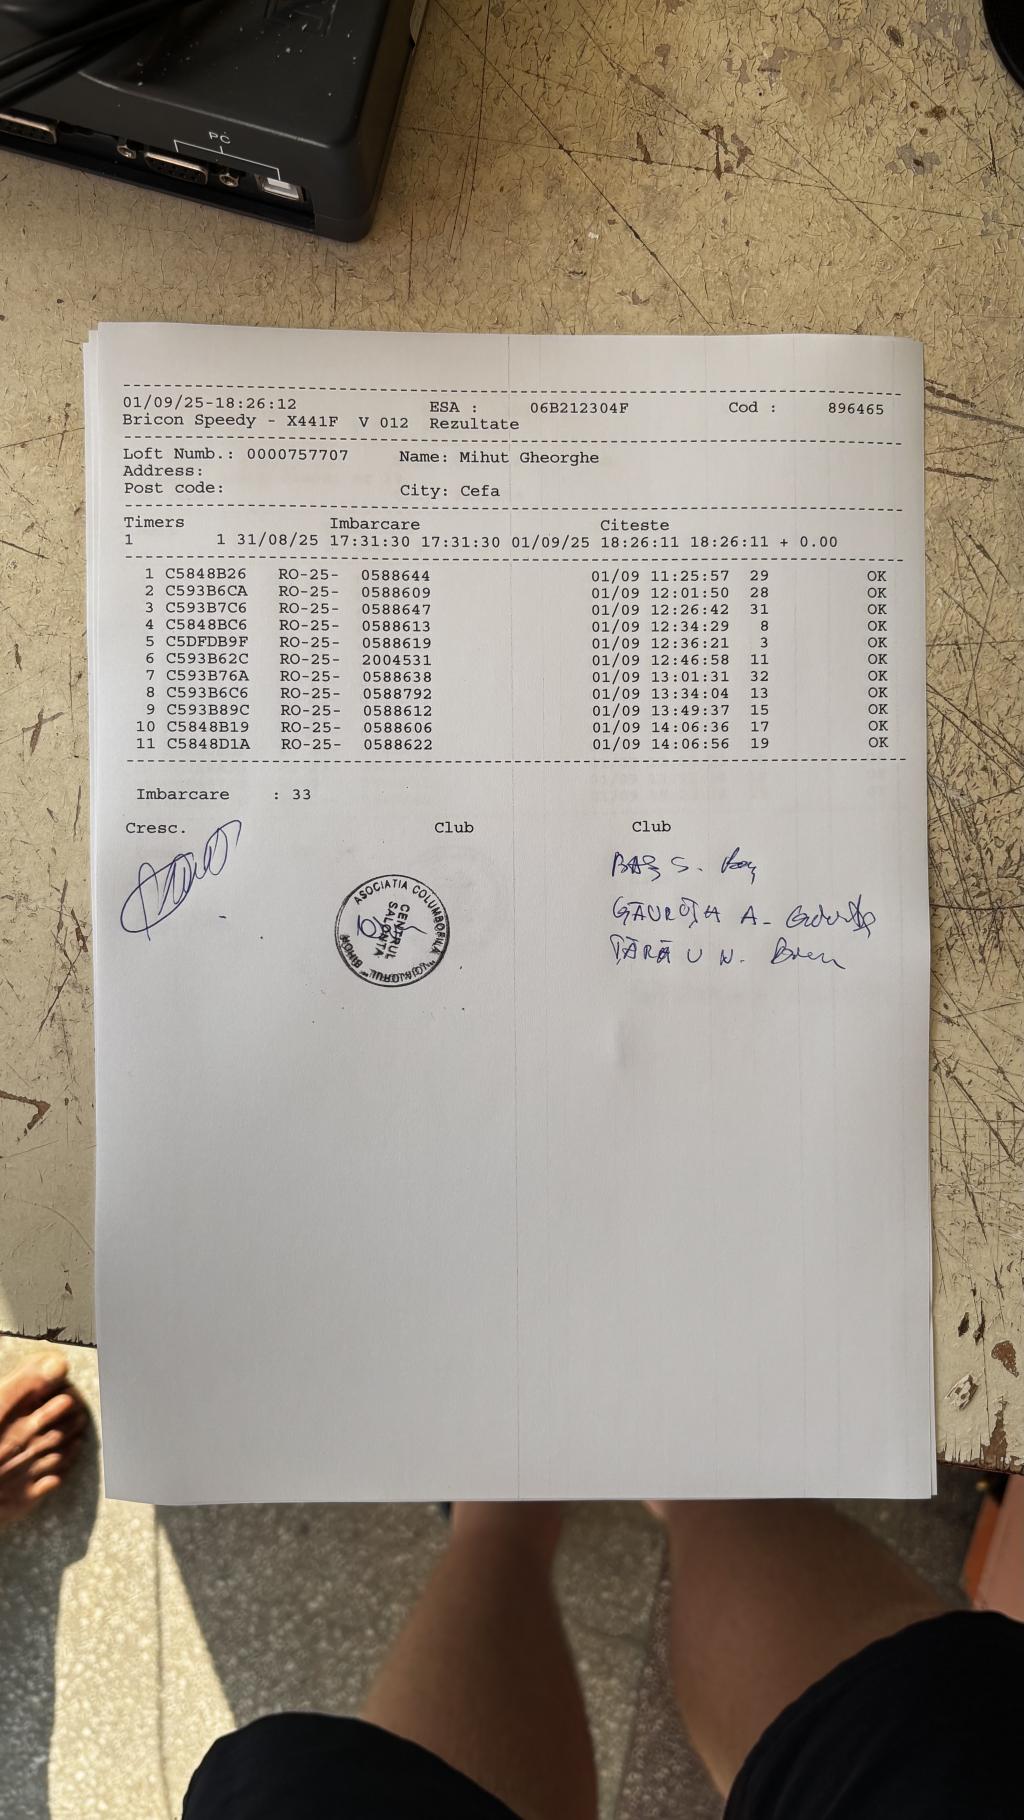 PC
01/09/25-18:26:12 ESA : 06B212304F Cod : 896465
Bricon Speedy - X441F V 012 Rezultate
Loft Numb.: 0000757707 Name: Mihut Gheorghe
Address:
Post code: City: Cefa
Timers Imbarcare Citeste
1 1 31/08/25 17:31:30 17:31:30 01/09/25 18:26:11 18:26:11 + 0.00
1 C5848B26 RO-25- 0588644 01/09 11:25:57 29 OK
2 C593B6CA RO-25- 0588609 01/09 12:01:50 28 OK
3 C593B7C6 RO-25- 0588647 01/09 12:26:42 31 OK
4 C5848BC6 RO-25- 0588613 01/09 12:34:29 8 OK
5 C5DFDB9F RO-25- 0588619 01/09 12:36:21 3 OK
6 C593B62C RO-25- 2004531 01/09 12:46:58 11 OK
7 C593B76A RO-25- 0588638 01/09 13:01:31 32 OK
8 C593B6C6 RO-25- 0588792 01/09 13:34:04 13 OK
9 C593B89C RO-25- 0588612 01/09 13:49:37 15 OK
10 C5848B19 RO-25- 0588606 01/09 14:06:36 17 OK
11 C5848D1A RO-25- 0588622 01/09 14:06:56 19 OK
Imbarcare : 33
Cresc. Club Club
ASOCIATIA COLUMBOFILA
BIHOR
CENTRUL
SALONTA
BAS S.
GĂURUȚA A.
ȚĂRĂU N.